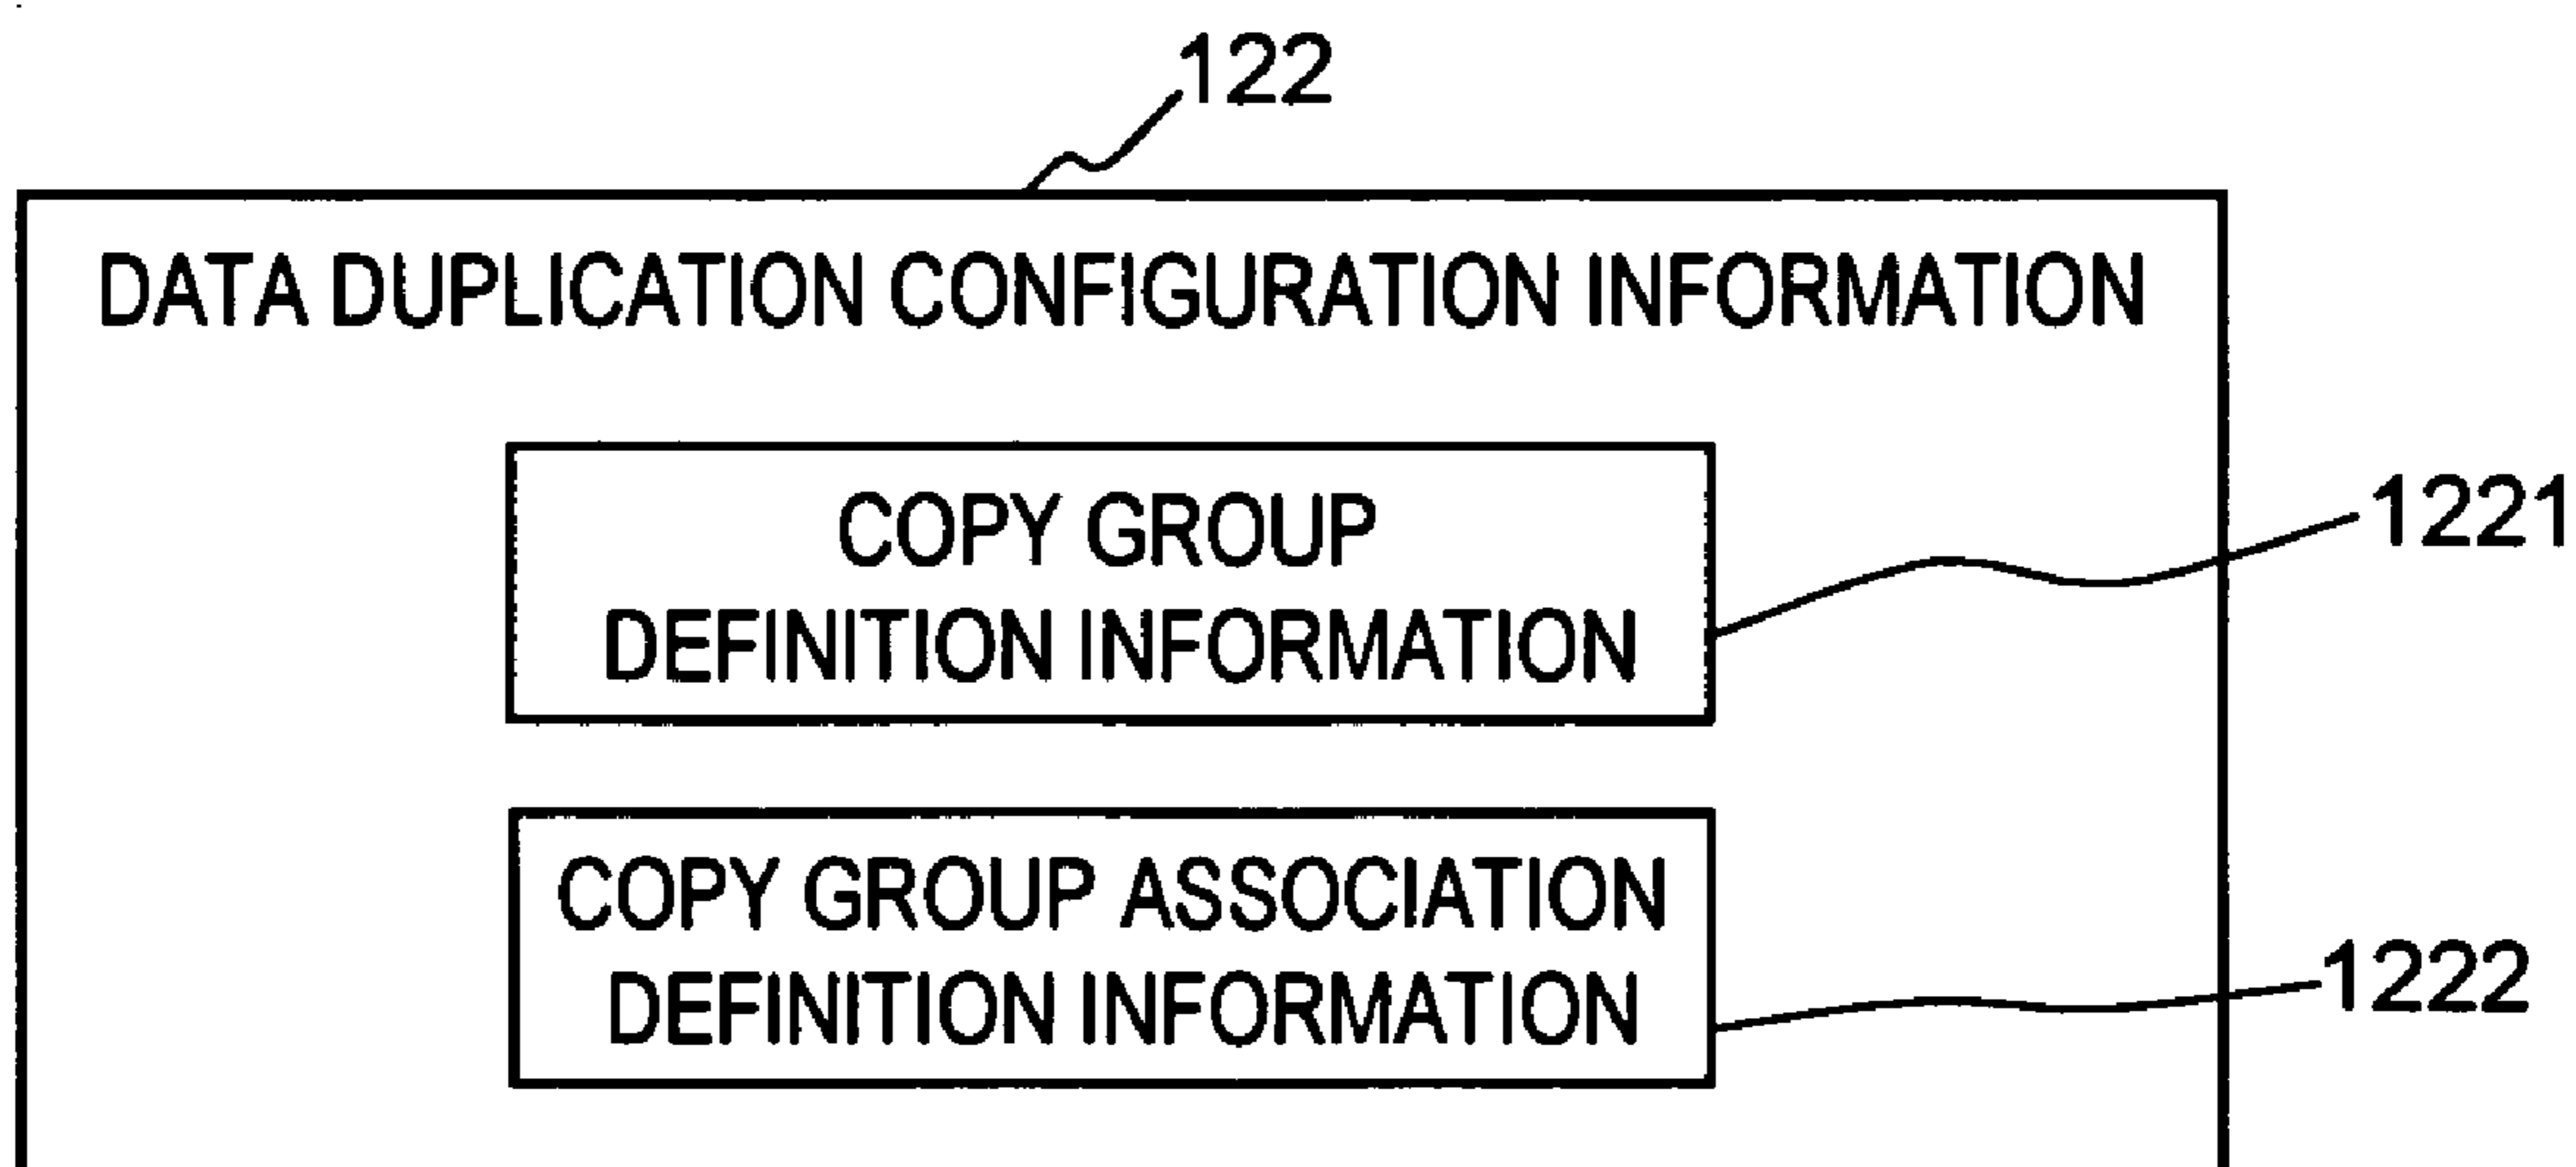 122
DATA DUPLICATION CONFIGURATION INFORMATION
COPY GROUP
DEFINITION INFORMATION
1221
COPY GROUP ASSOCIATION
DEFINITION INFORMATION
1222